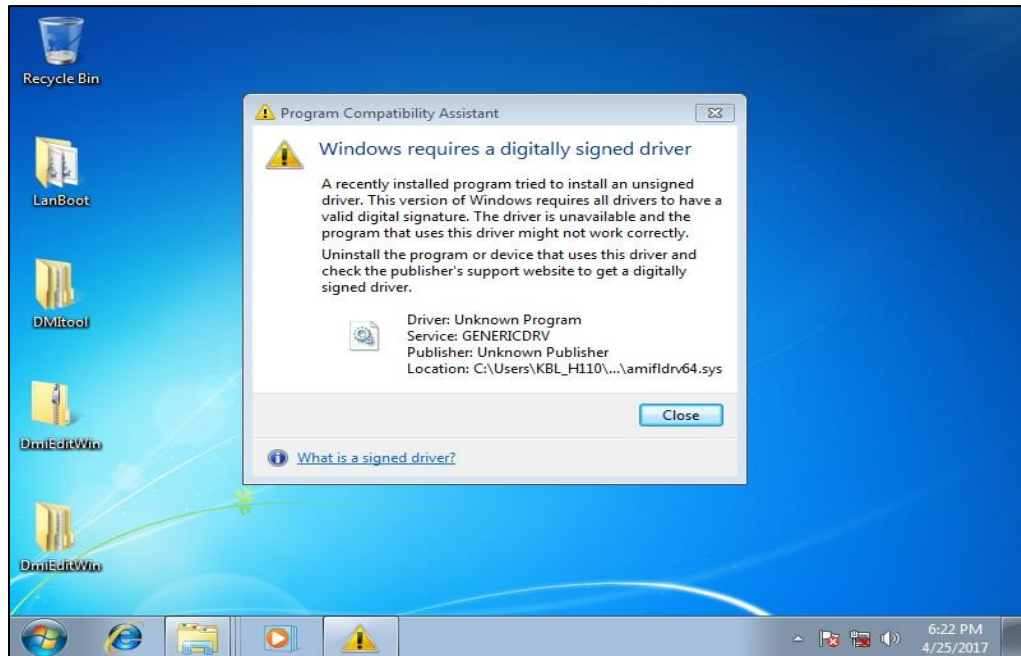 Recycle Bin
LanBoot
DMItool
DmiEditWin
DmiEditWin
Program Compatibility Assistant
Windows requires a digitally signed driver
A recently installed program tried to install an unsigned
driver. This version of Windows requires all drivers to have a
valid digital signature. The driver is unavailable and the
program that uses this driver might not work correctly.
Uninstall the program or device that uses this driver and
check the publisher's support website to get a digitally
signed driver.
Driver: Unknown Program
Service: GENERICDRV
Publisher: Unknown Publisher
Location: C:\Users\KBL_H110\...\amifldrv64.sys
Close
What is a signed driver?
6:22 PM
4/25/2017